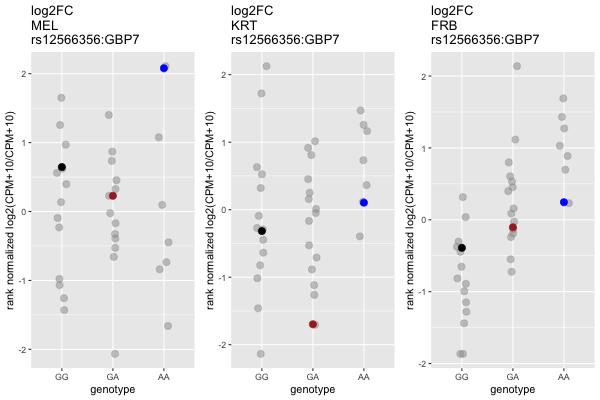 log2FC
MEL
rs12566356:GBP7
rank normalized log2(CPM+10/CPM+10)
2
1
0
-1
-2
GG GA AA
genotype
log2FC
KRT
rs12566356:GBP7
rank normalized log2(CPM+10/CPM+10)
2
1
0
-1
-2
GG GA AA
genotype
log2FC
FRB
rs12566356:GBP7
rank normalized log2(CPM+10/CPM+10)
2
1
0
-1
-2
GG GA AA
genotype